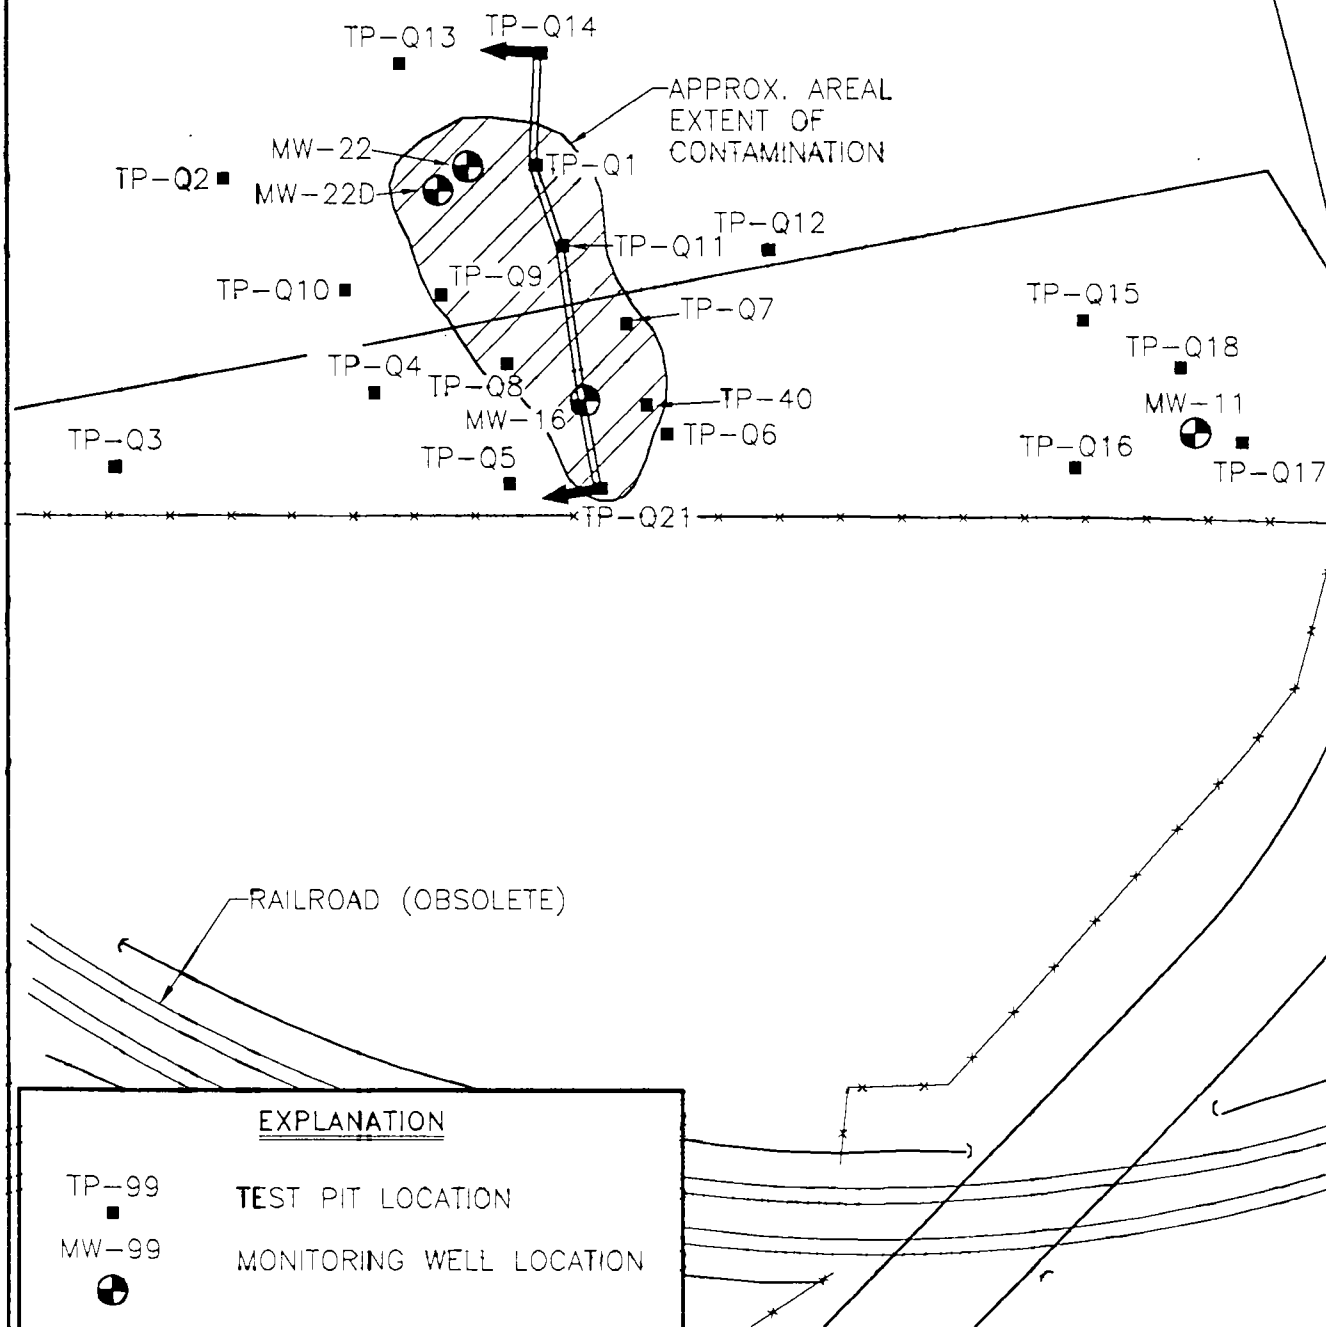 TP-Q13
TP-Q14
APPROX. AREAL
EXTENT OF
CONTAMINATION
MW-22
TP-Q1
TP-Q2
MW-22D
TP-Q12
TP-Q11
TP-Q9
TP-Q10
TP-Q7
TP-Q15
TP-Q18
TP-Q4
TP-Q8
TP-40
MW-11
MW-16
TP-Q6
TP-Q3
TP-Q5
TP-Q16
TP-Q17
TP-Q21
RAILROAD (OBSOLETE)
EXPLANATION
TP-99
TEST PIT LOCATION
MW-99
MONITORING WELL LOCATION